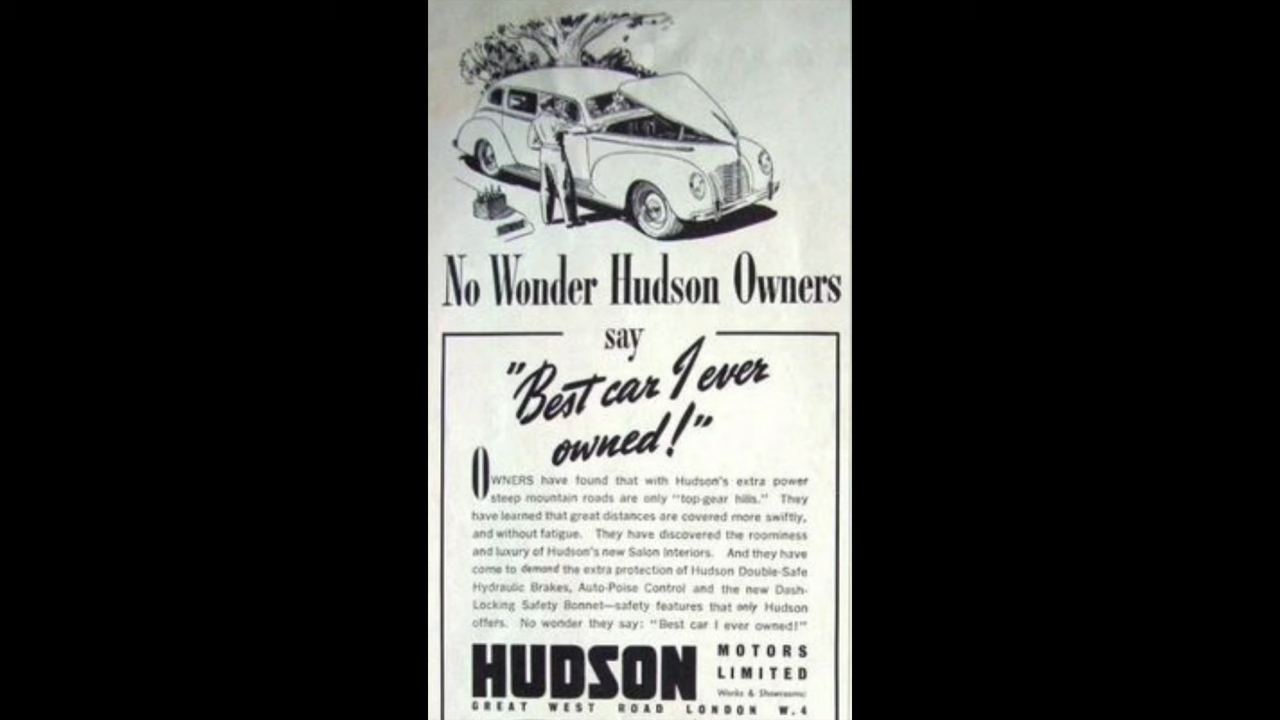 No Wonder Hudson Owners
say
"Best car I ever
owned!"
OWNERS have found that with Hudson's extra power
steep mountain roads are only "top-gear hills." They
have learned that great distances are covered more swiftly,
and without fatigue. They have discovered the roominess
and luxury of Hudson's new Salon Interiors. And they have
come to demand the extra protection of Hudson Double-Safe
Hydraulic Brakes, Auto-Poise Control and the new Dash-
Locking Safety Bonnet—safety features that only Hudson
offers. No wonder they say: "Best car I ever owned!"
HUDSON
MOTORS
LIMITED
Works & Showrooms:
GREAT WEST ROAD LONDON W.4